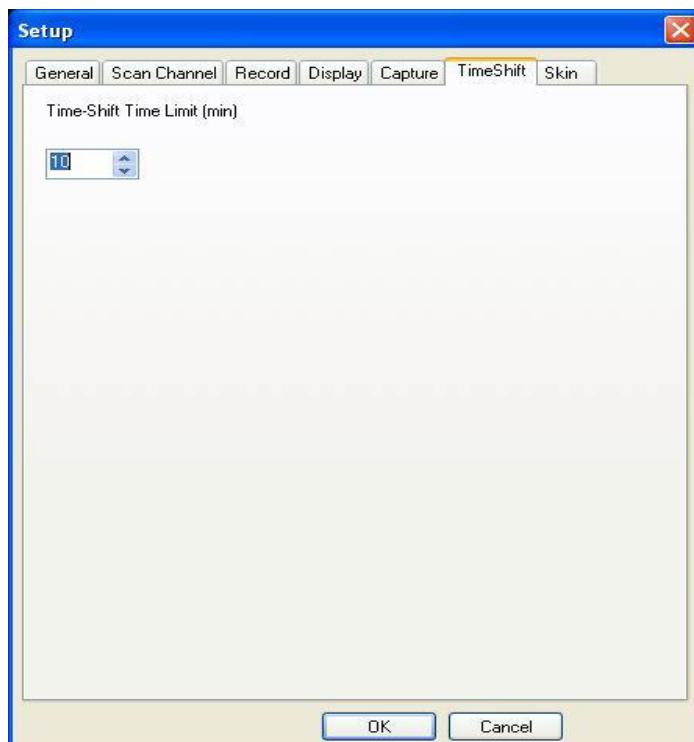 Setup
General Scan Channel Record Display Capture TimeShift Skin
Time-Shift Time Limit (min)
10
OK Cancel